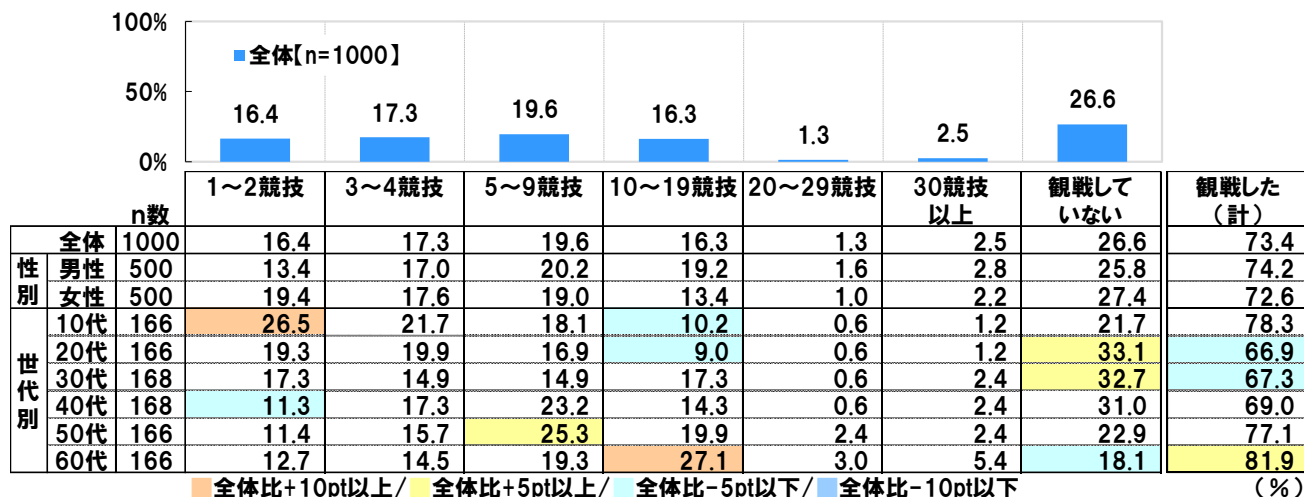 100%
■全体【n=1000】
50%
0%
16.4 17.3 19.6 16.3 1.3 2.5 26.6
n数 1～2競技 3～4競技 5～9競技 10～19競技 20～29競技 30競技以上 観戦していない 観戦した（計）
全体 1000 16.4 17.3 19.6 16.3 1.3 2.5 26.6 73.4
性別
男性 500 13.4 17.0 20.2 19.2 1.6 2.8 25.8 74.2
女性 500 19.4 17.6 19.0 13.4 1.0 2.2 27.4 72.6
世代別
10代 166 26.5 21.7 18.1 10.2 0.6 1.2 21.7 78.3
20代 166 19.3 19.9 16.9 9.0 0.6 1.2 33.1 66.9
30代 168 17.3 14.9 14.9 17.3 0.6 2.4 32.7 67.3
40代 168 11.3 17.3 23.2 14.3 0.6 2.4 31.0 69.0
50代 166 11.4 15.7 25.3 19.9 2.4 2.4 22.9 77.1
60代 166 12.7 14.5 19.3 27.1 3.0 5.4 18.1 81.9
■全体比+10pt以上/■全体比+5pt以上/■全体比-5pt以下/■全体比-10pt以下 （%）